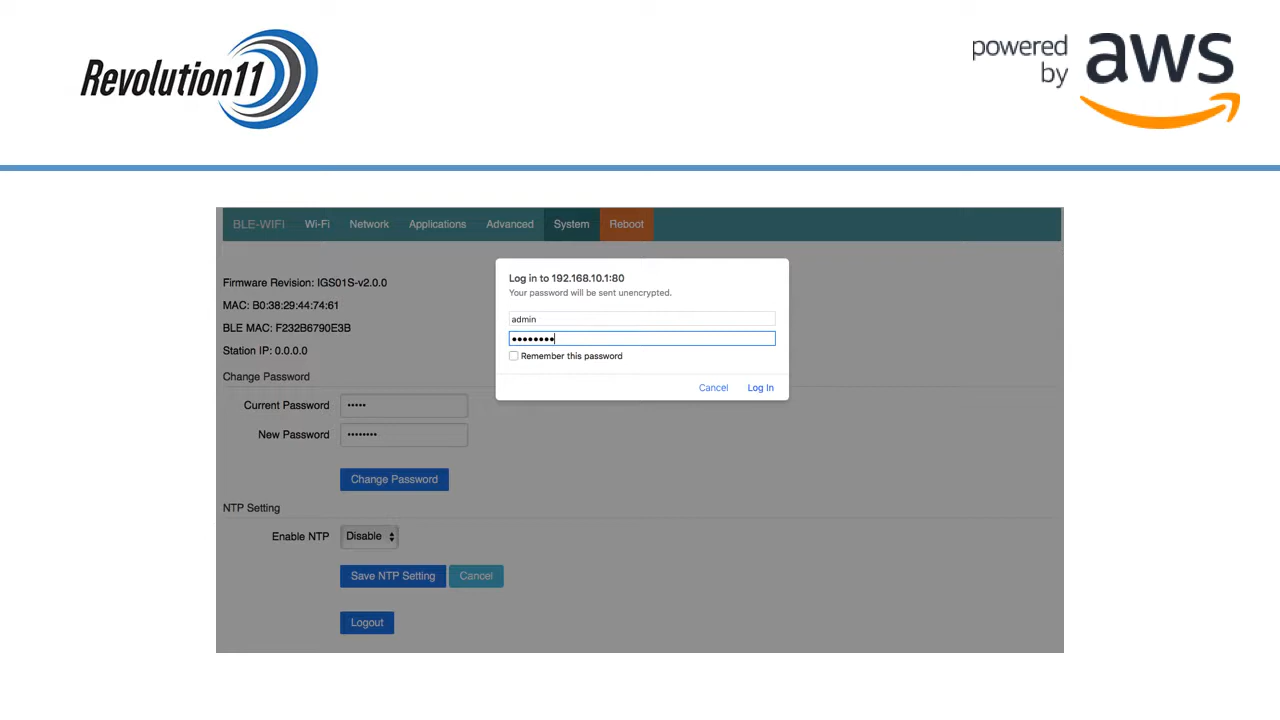 Revolution11
powered by aws
BLE-WIFI Wi-Fi Network Applications Advanced System Reboot
Log in to 192.168.10.1:80
Your password will be sent unencrypted.
admin
••••••••
Remember this password
Cancel Log In
Firmware Revision: IGS01S-v2.0.0
MAC: B0:38:29:44:74:61
BLE MAC: F232B6790E3B
Station IP: 0.0.0.0
Change Password
Current Password •••••
New Password ••••••••
Change Password
NTP Setting
Enable NTP Disable
Save NTP Setting Cancel
Logout